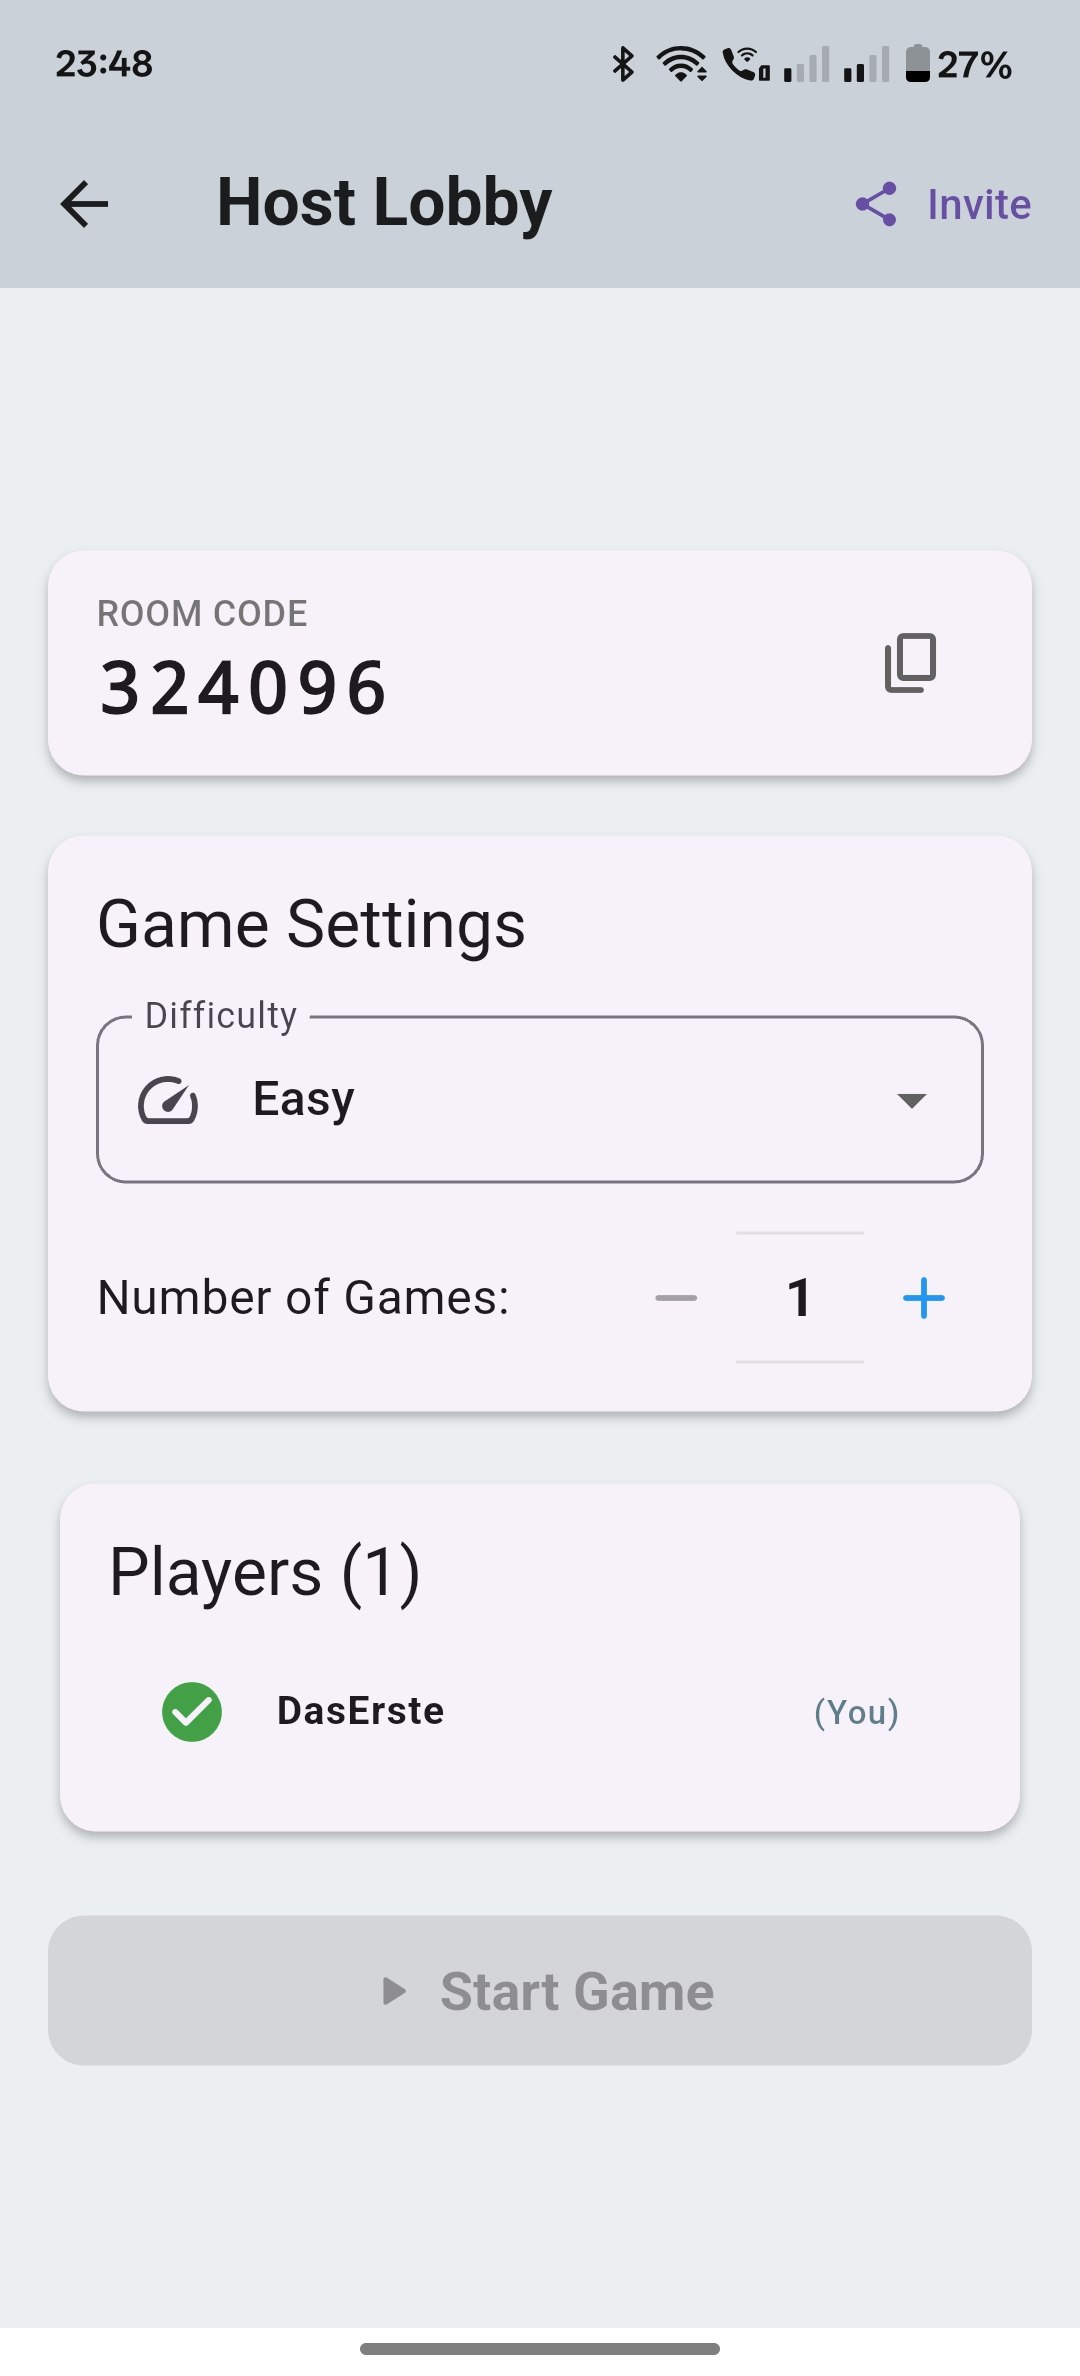 23:48
27%
Host Lobby
Invite
ROOM CODE
324096
Game Settings
Difficulty
Easy
Number of Games:
1
Players (1)
DasErste
(You)
Start Game